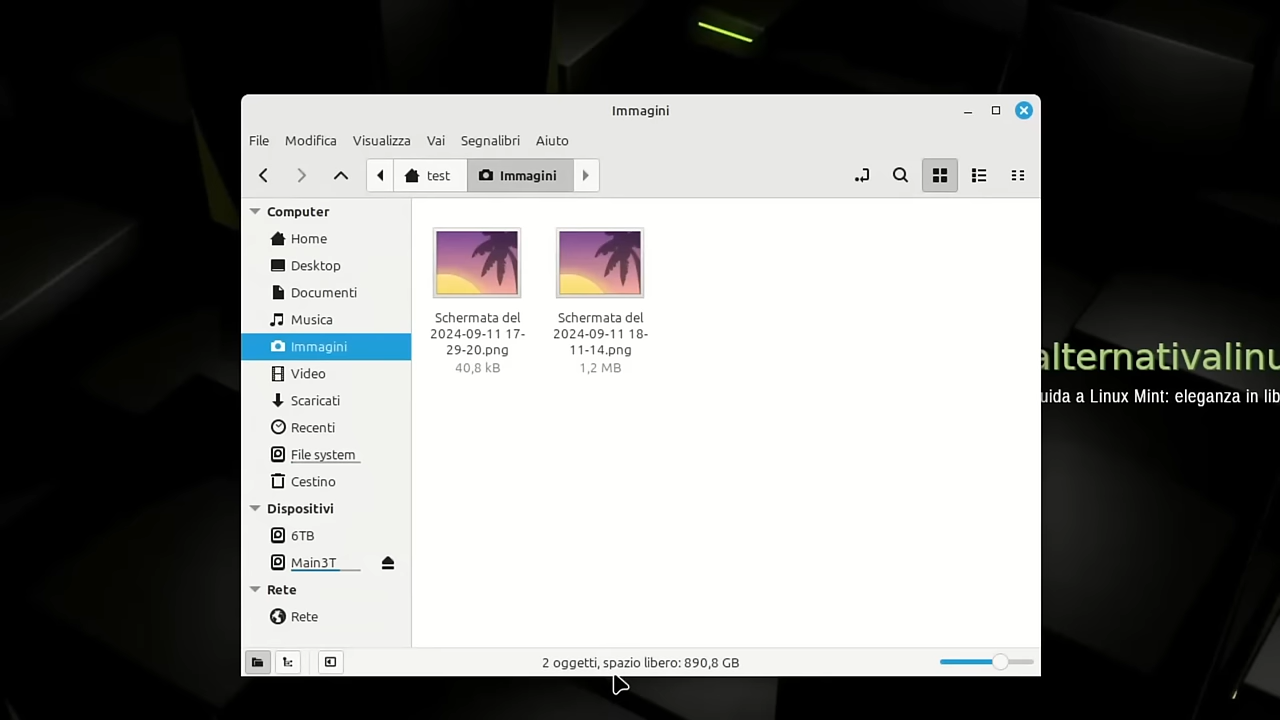 Immagini
File Modifica Visualizza Vai Segnalibri Aiuto
test Immagini
Computer
Home
Desktop
Documenti
Musica
Immagini
Video
Scaricati
Recenti
File system
Cestino
Dispositivi
6TB
Main3T
Rete
Rete
Schermata del
2024-09-11 17-
29-20.png
40,8 kB
Schermata del
2024-09-11 18-
11-14.png
1,2 MB
2 oggetti, spazio libero: 890,8 GB
alternativalinu
uida a Linux Mint: eleganza in lib